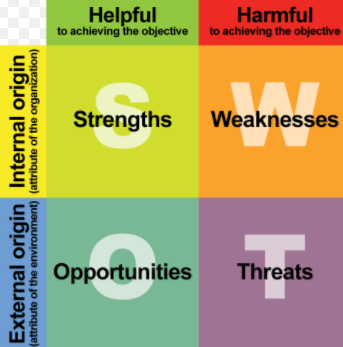 Helpful
to achieving the objective
Harmful
to achieving the objective
Internal origin
(attribute of the organization)
S
Strengths
W
Weaknesses
External origin
(attribute of the environment)
O
Opportunities
T
Threats